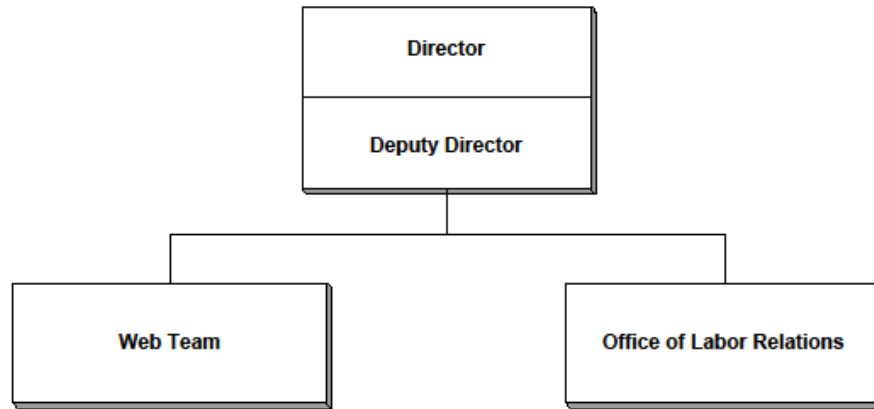 Director
Deputy Director
Web Team
Office of Labor Relations